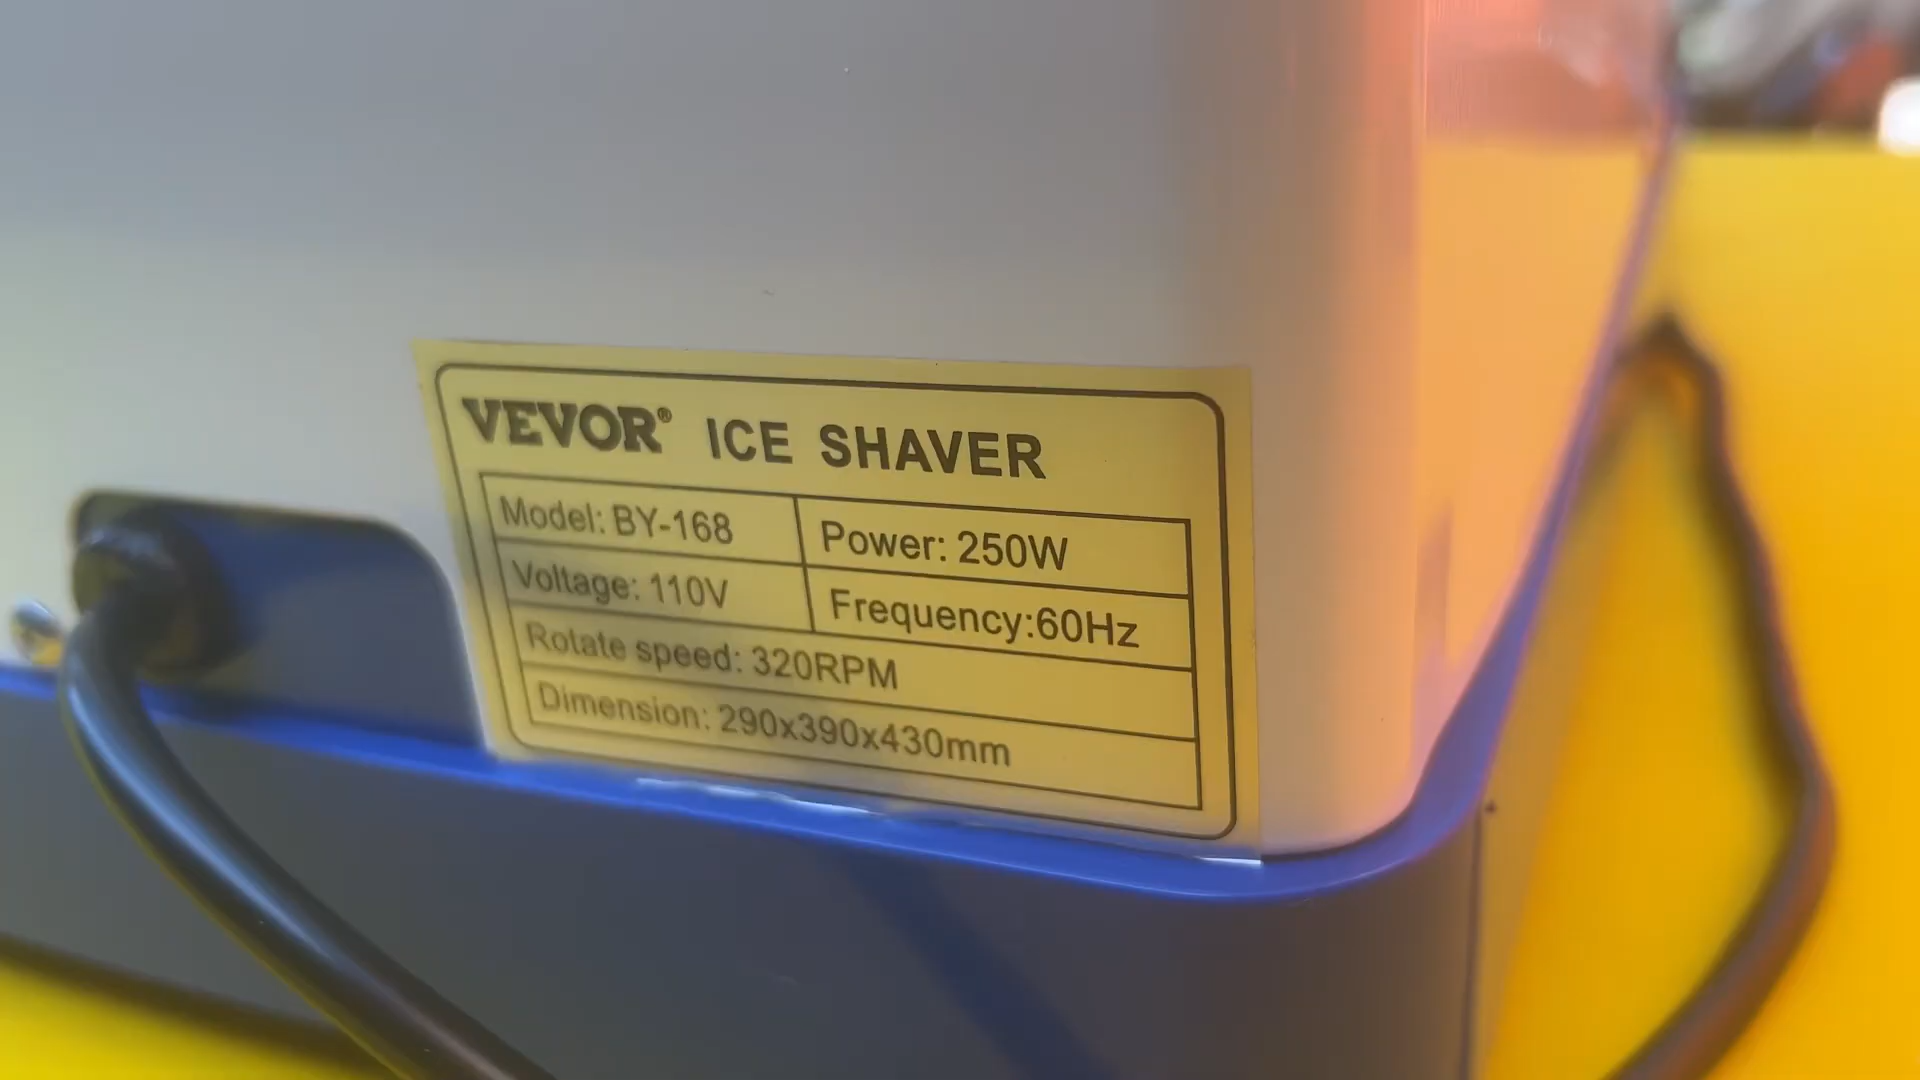 VEVOR® ICE SHAVER
Model: BY-168 Power: 250W
Voltage: 110V Frequency:60Hz
Rotate speed: 320RPM
Dimension: 290x390x430mm